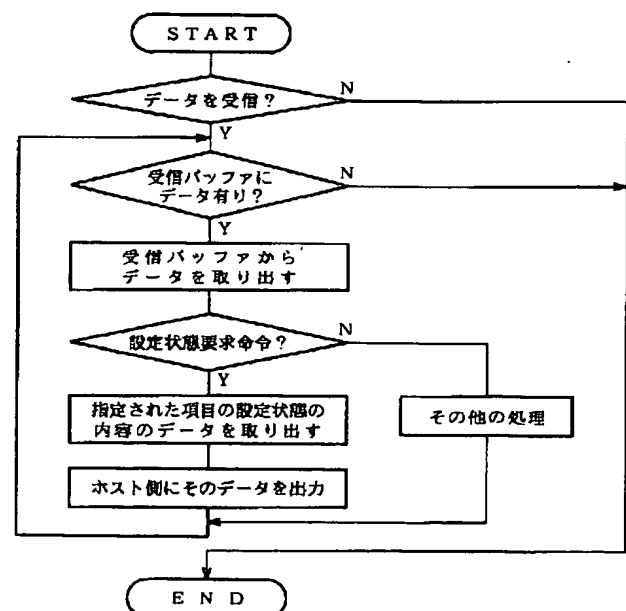 START
データを受信？
N
Y
受信バッファに
データ有り？
N
Y
受信バッファから
データを取り出す
設定状態要求命令？
N
Y
指定された項目の設定状態の
内容のデータを取り出す
その他の処理
ホスト側にそのデータを出力
END